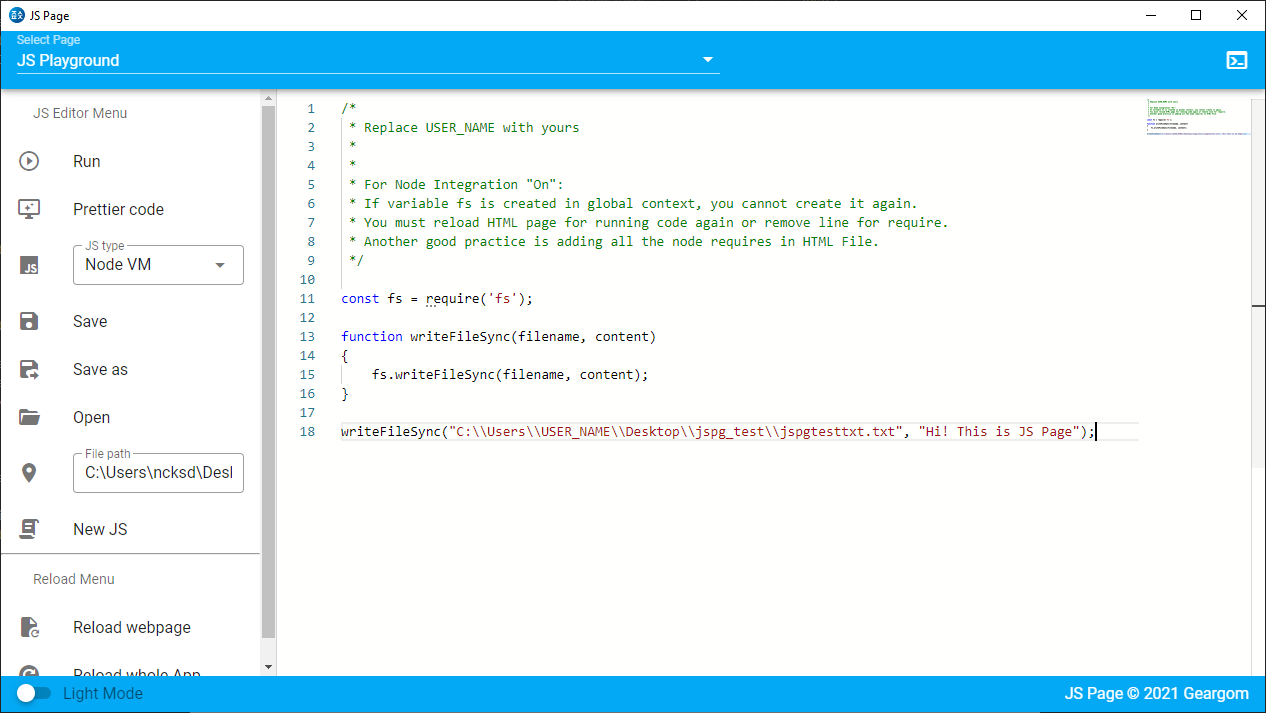 JS Page
Select Page
JS Playground
JS Editor Menu
Run
Prettier code
JS type
JS
Node VM
Save
Save as
Open
File path
C:\Users\ncksd\Desl
New JS
Reload Menu
Reload webpage
Reload whole App
1 /*
2 * Replace USER_NAME with yours
3 *
4 *
5 * For Node Integration "On":
6 * If variable fs is created in global context, you cannot create it again.
7 * You must reload HTML page for running code again or remove line for require.
8 * Another good practice is adding all the node requires in HTML File.
9 */
10
11 const fs = require('fs');
12
13 function writeFileSync(filename, content)
14 {
15 fs.writeFileSync(filename, content);
16 }
17
18 writeFileSync("C:\\Users\\USER_NAME\\Desktop\\jspg_test\\jspgtesttxt.txt", "Hi! This is JS Page");
Light Mode
JS Page © 2021 Geargom